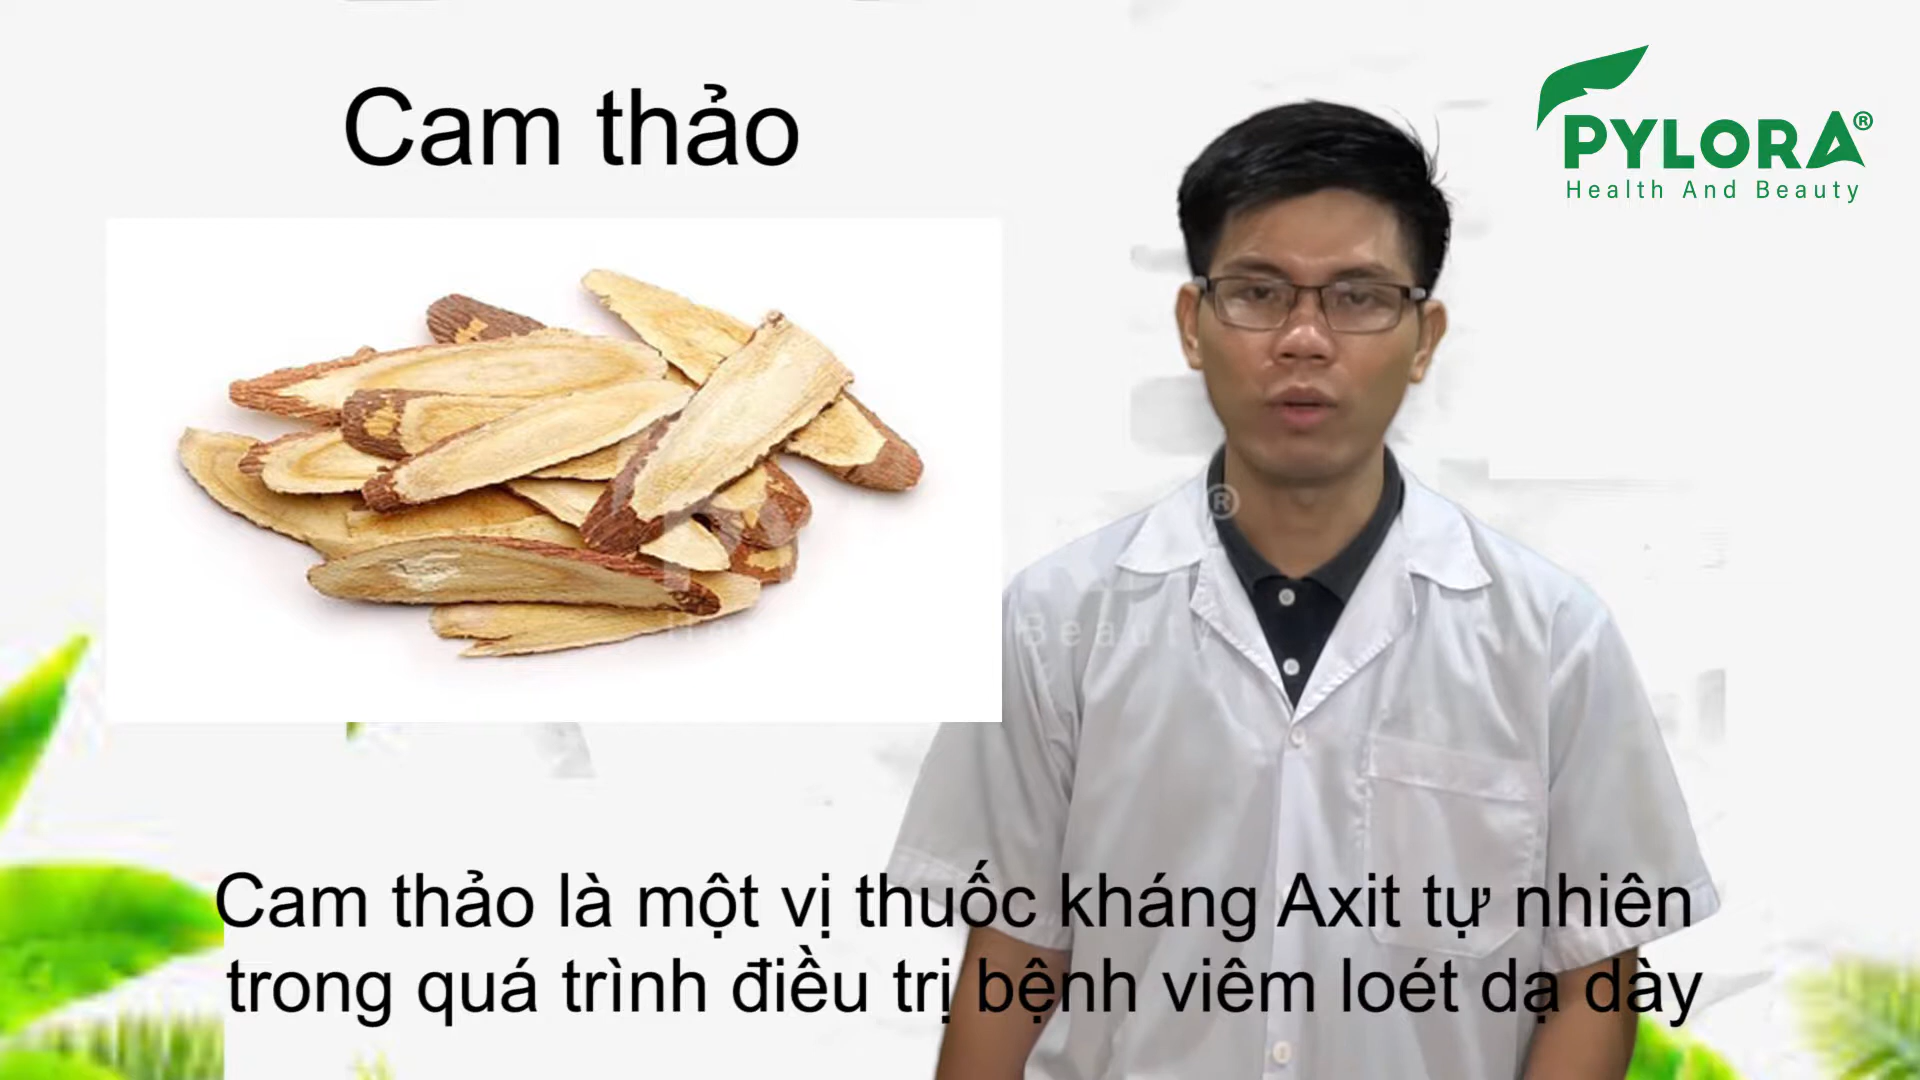 Cam thảo
PYLORA®
Health And Beauty
®
Beauty
Cam thảo là một vị thuốc kháng Axit tự nhiên
trong quá trình điều trị bệnh viêm loét dạ dày